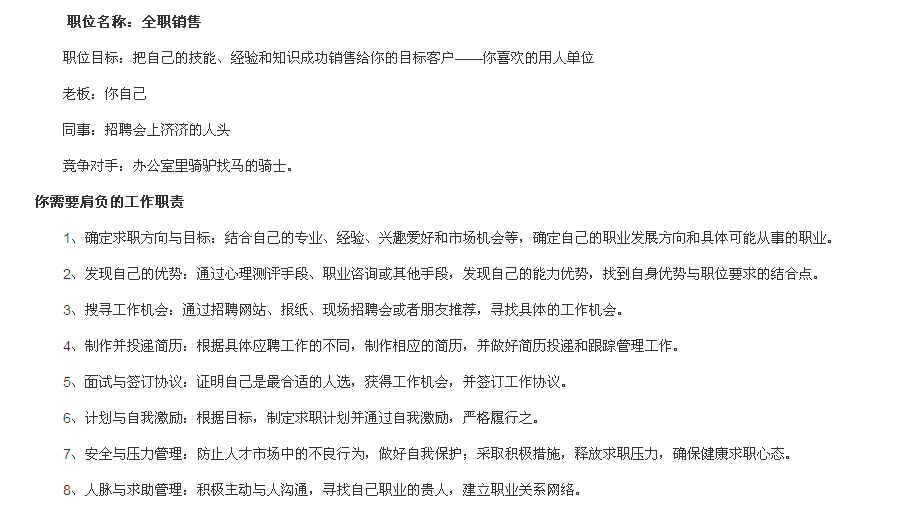 职位名称：全职销售
职位目标：把自己的技能、经验和知识成功销售给你的目标客户——你喜欢的用人单位
老板：你自己
同事：招聘会上济济的人头
竞争对手：办公室里骑驴找马的骑士。
你需要肩负的工作职责
1、确定求职方向与目标：结合自己的专业、经验、兴趣爱好和市场机会等，确定自己的职业发展方向和具体可能从事的职业。
2、发现自己的优势：通过心理测评手段、职业咨询或其他手段，发现自己的能力优势，找到自身优势与职位要求的结合点。
3、搜寻工作机会：通过招聘网站、报纸、现场招聘会或者朋友推荐，寻找具体的工作机会。
4、制作并投递简历：根据具体应聘工作的不同，制作相应的简历，并做好简历投递和跟踪管理工作。
5、面试与签订协议：证明自己是最合适的人选，获得工作机会，并签订工作协议。
6、计划与自我激励：根据目标，制定求职计划并通过自我激励，严格履行之。
7、安全与压力管理：防止人才市场中的不良行为，做好自我保护；采取积极措施，释放求职压力，确保健康求职心态。
8、人脉与求助管理：积极主动与人沟通，寻找自己职业的贵人，建立职业关系网络。